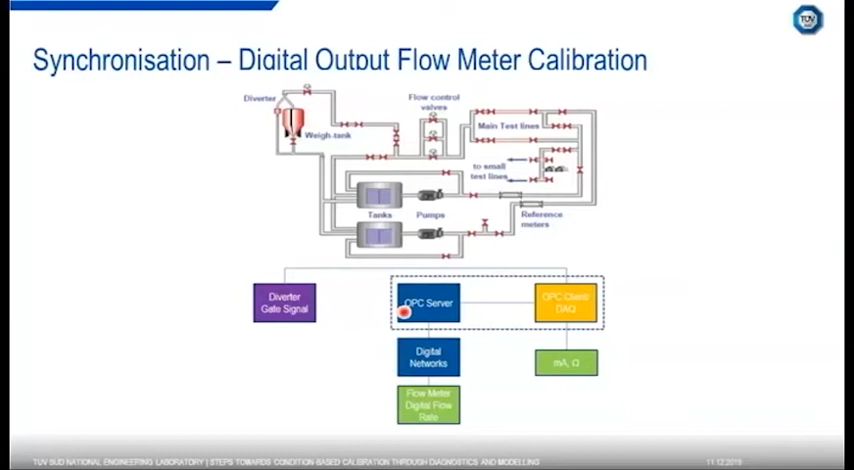 TÜV
Synchronisation – Digital Output Flow Meter Calibration
Diverter
Weigh-tank
Flow control
valves
Main Test lines
to small
test lines
Tanks
Pumps
Reference
meters
Diverter
Gate Signal
OPC Server
OPC Client/
DAQ
Digital
Networks
mA, Ω
Flow Meter
Digital Flow
Rate
TUV SUD NATIONAL ENGINEERING LABORATORY | STEPS TOWARDS CONDITION-BASED CALIBRATION THROUGH DIAGNOSTICS AND MODELLING
11.12.2019